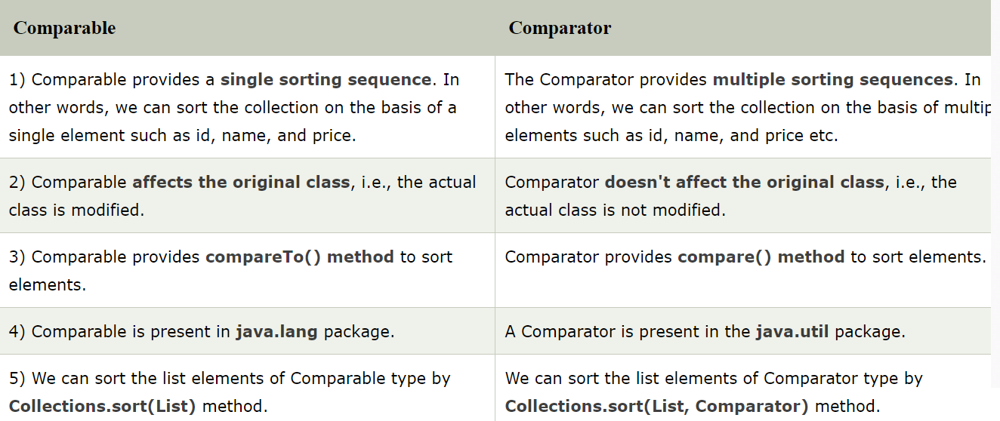 Comparable
Comparator
1) Comparable provides a single sorting sequence. In
other words, we can sort the collection on the basis of a
single element such as id, name, and price.
The Comparator provides multiple sorting sequences. In
other words, we can sort the collection on the basis of multip
elements such as id, name, and price etc.
2) Comparable affects the original class, i.e., the actual
class is modified.
Comparator doesn't affect the original class, i.e., the
actual class is not modified.
3) Comparable provides compareTo() method to sort
elements.
Comparator provides compare() method to sort elements.
4) Comparable is present in java.lang package.
A Comparator is present in the java.util package.
5) We can sort the list elements of Comparable type by
Collections.sort(List) method.
We can sort the list elements of Comparator type by
Collections.sort(List, Comparator) method.